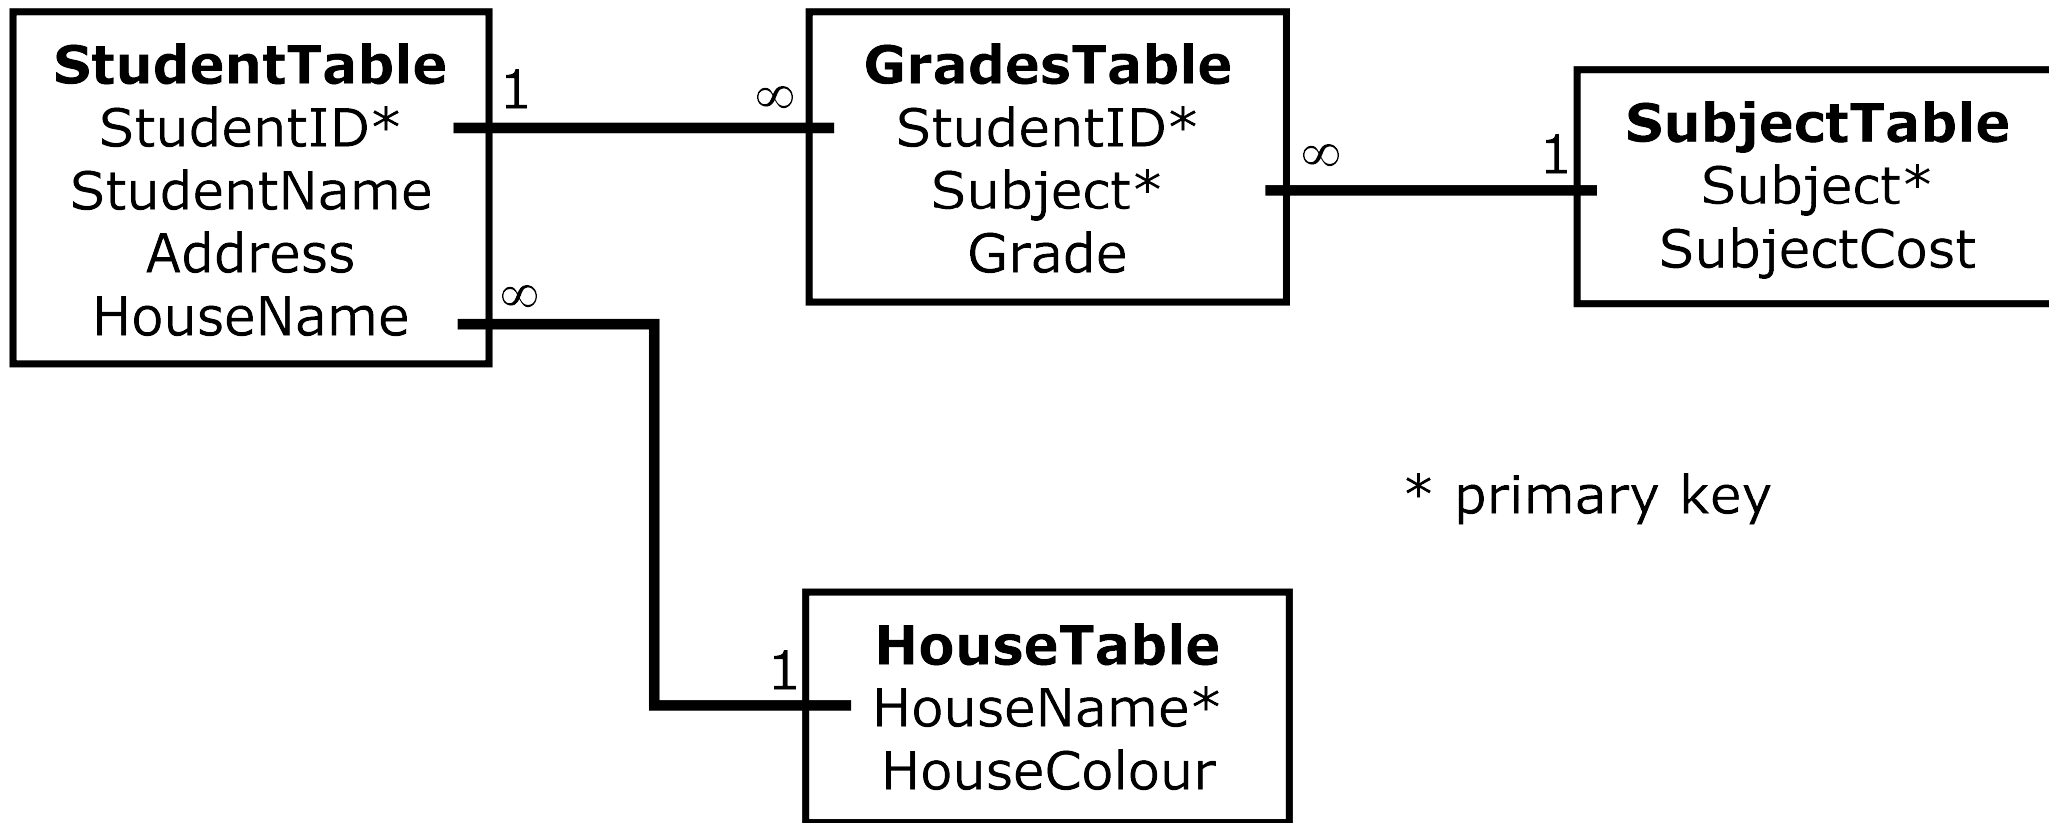 StudentTable
StudentID*
StudentName
Address
HouseName
1
∞
∞
GradesTable
StudentID*
Subject*
Grade
∞
1
SubjectTable
Subject*
SubjectCost
* primary key
1
HouseTable
HouseName*
HouseColour